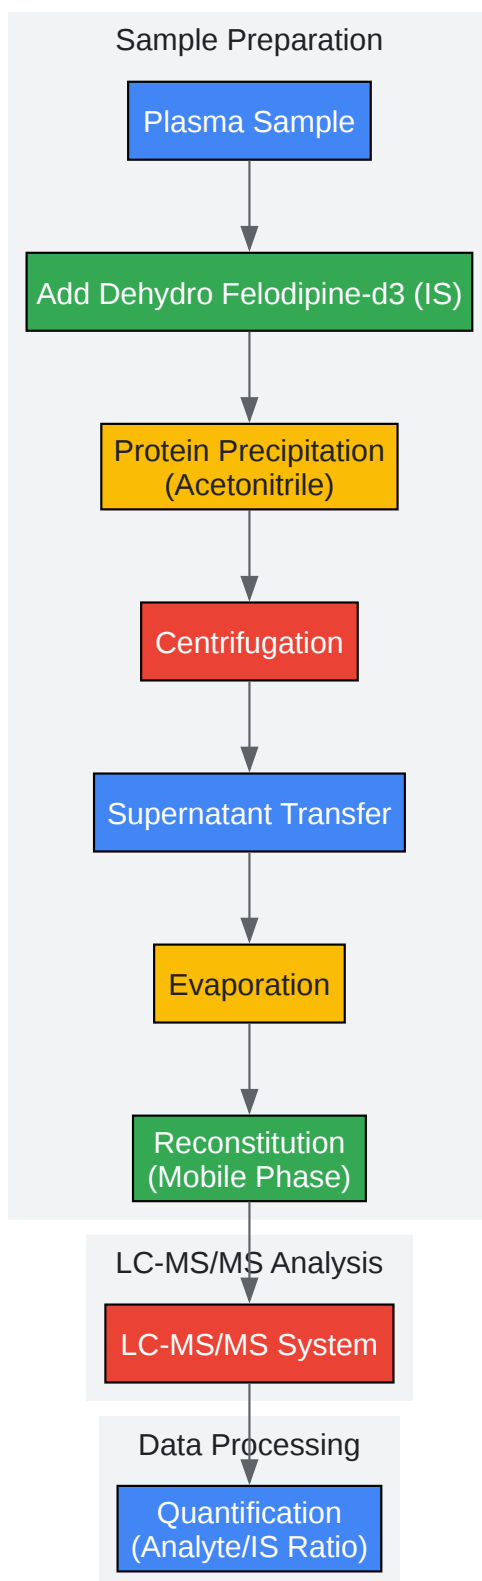 Sample Preparation
Plasma Sample
Add Dehydro Felodipine-d3 (IS)
Protein Precipitation
(Acetonitrile)
Centrifugation
Supernatant Transfer
Evaporation
Reconstitution
(Mobile Phase)
LC-MS/MS Analysis
LC-MS/MS System
Data Processing
Quantification
(Analyte/IS Ratio)